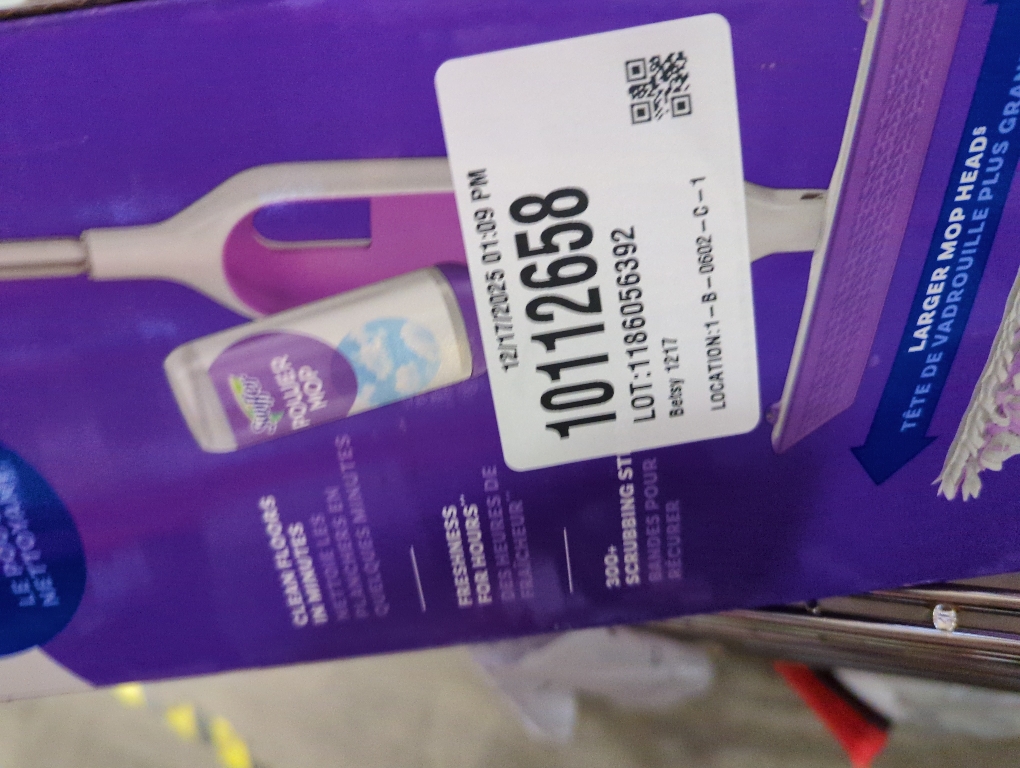 12/17/2025 01:09 PM
10112658
LOT:1186056392
Betsy 1217
LOCATION:1-B-0602-C-1
Swiffer
POWER
MOP
CLEAN FLOORS
IN MINUTES
NETTOIE LES
PLANCHERS EN
QUELQUES MINUTES
FRESHNESS
FOR HOURS
DES HEURES DE
FRAÎCHEUR
300+
SCRUBBING ST
BANDES POUR
RÉCURER
LARGER MOP HEAD
TÊTE DE VADROUILLE PLUS GRAN
NETTOYANT